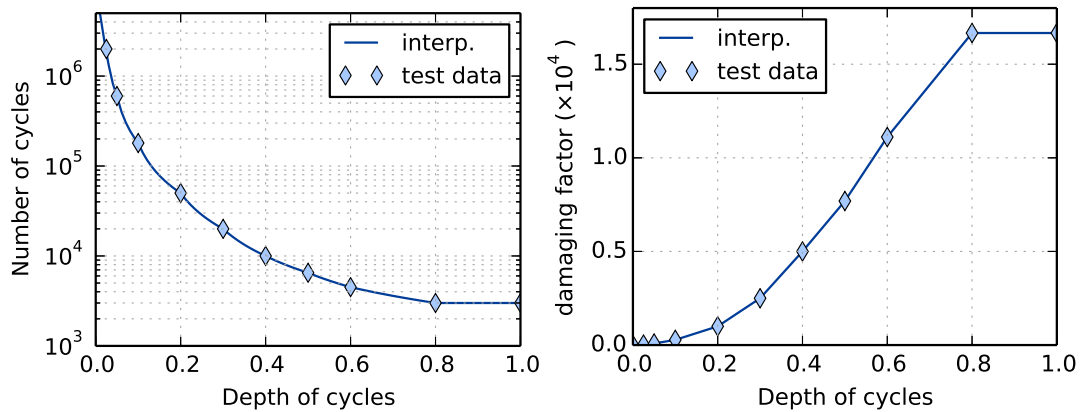 interp.
test data
Number of cycles
10^6
10^5
10^4
10^3
0.0 0.2 0.4 0.6 0.8 1.0
Depth of cycles
interp.
test data
damaging factor (×10^4 )
1.5
1.0
0.5
0.0
0.0 0.2 0.4 0.6 0.8 1.0
Depth of cycles